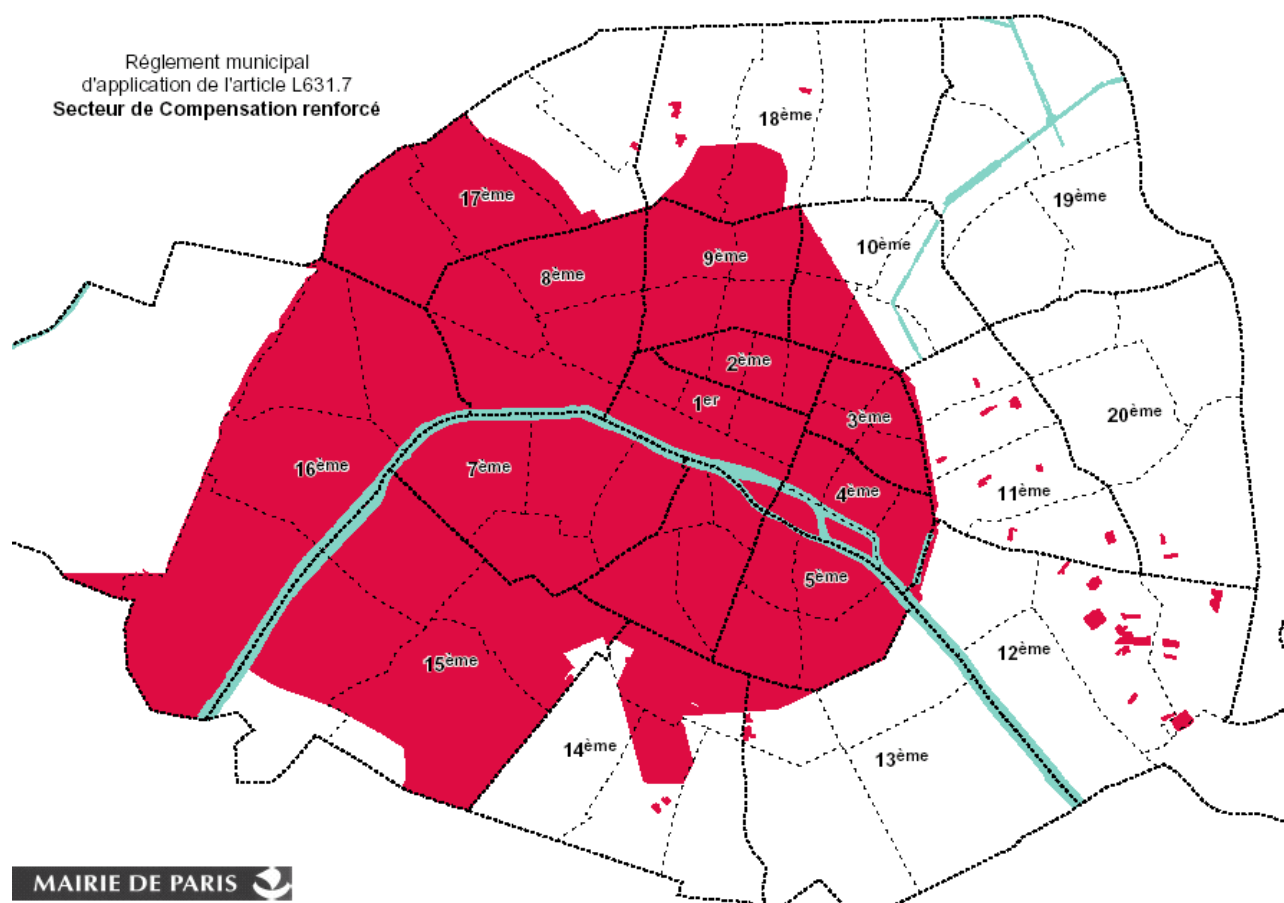 Réglement municipal
d'application de l'article L631.7
Secteur de Compensation renforcé
18ème
17ème
19ème
10ème
9ème
8ème
2ème
1er
3ème
20ème
16ème
7ème
4ème
11ème
5ème
15ème
12ème
14ème
13ème
MAIRIE DE PARIS